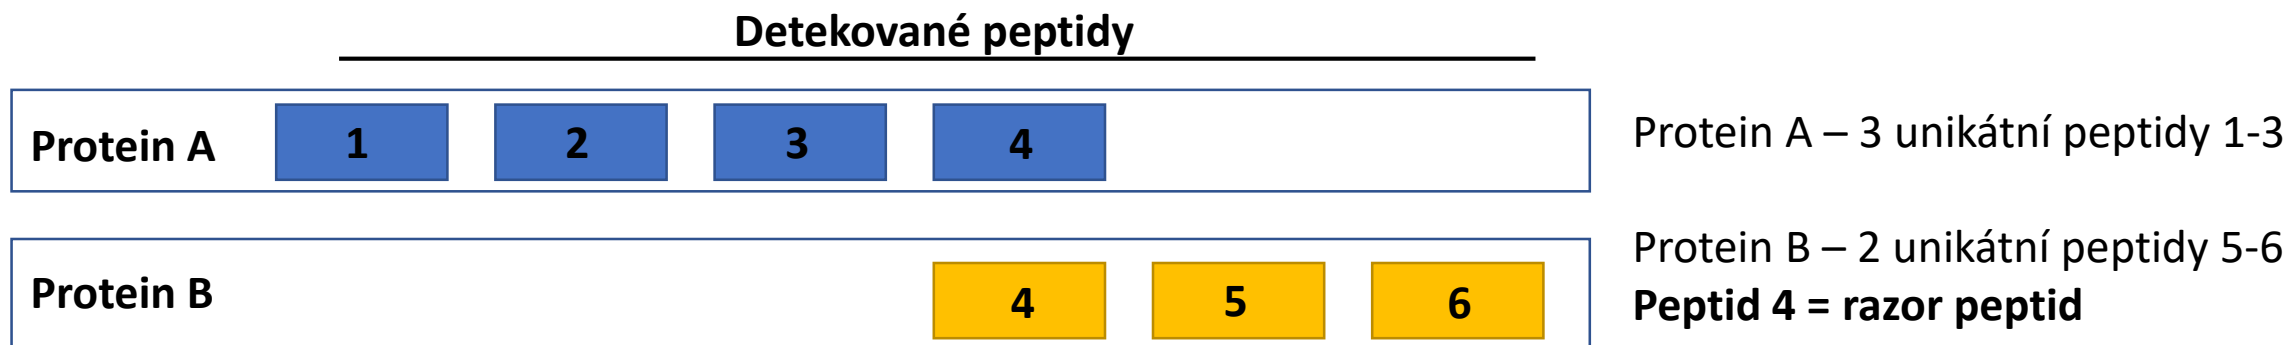 Detekované peptidy
Protein A 1 2 3 4
Protein A – 3 unikátní peptidy 1-3
Protein B 4 5 6
Protein B – 2 unikátní peptidy 5-6
Peptid 4 = razor peptid